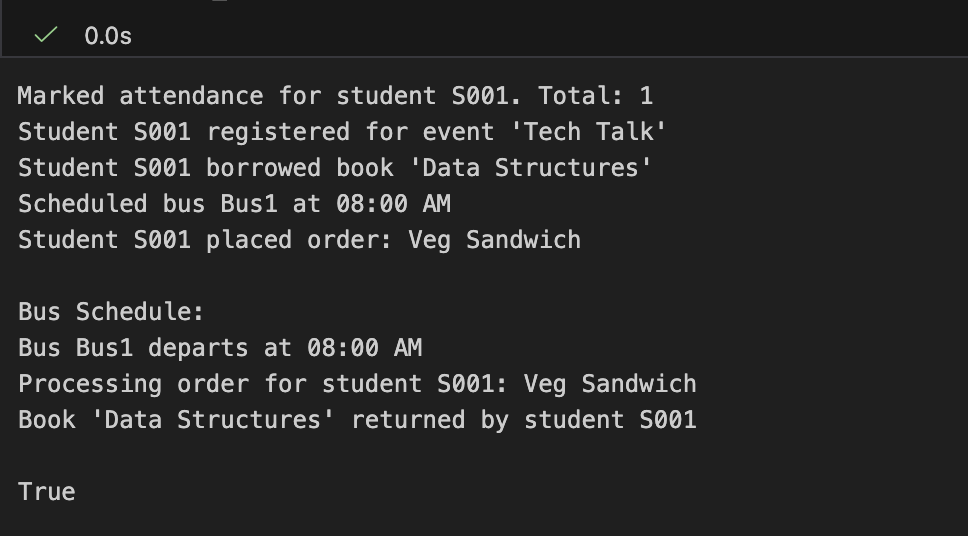 0.0s
Marked attendance for student S001. Total: 1
Student S001 registered for event 'Tech Talk'
Student S001 borrowed book 'Data Structures'
Scheduled bus Bus1 at 08:00 AM
Student S001 placed order: Veg Sandwich
Bus Schedule:
Bus Bus1 departs at 08:00 AM
Processing order for student S001: Veg Sandwich
Book 'Data Structures' returned by student S001
True